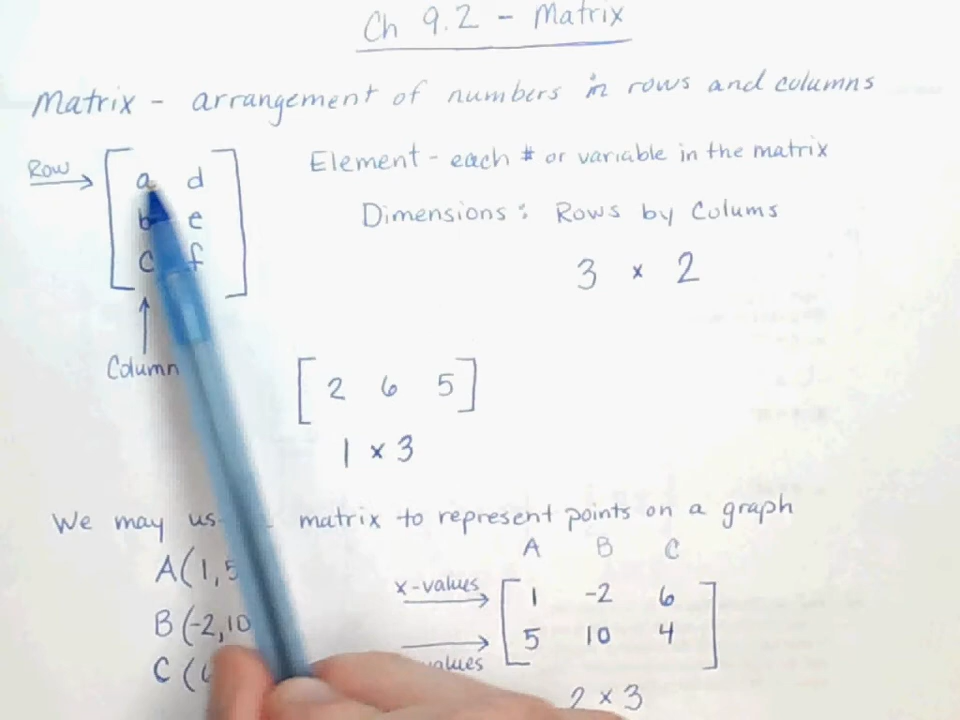 Ch 9.2 - Matrix
Matrix - arrangement of numbers in rows and columns
Row
a d
b e
c f
Column
Element - each # or variable in the matrix
Dimensions: Rows by Colums
3 x 2
2 6 5
1 x 3
We may matrix to represent points on a graph
A(1,5
B(-2,10
C(
A B C
x-values
1 -2 6
5 10 4
2 x 3